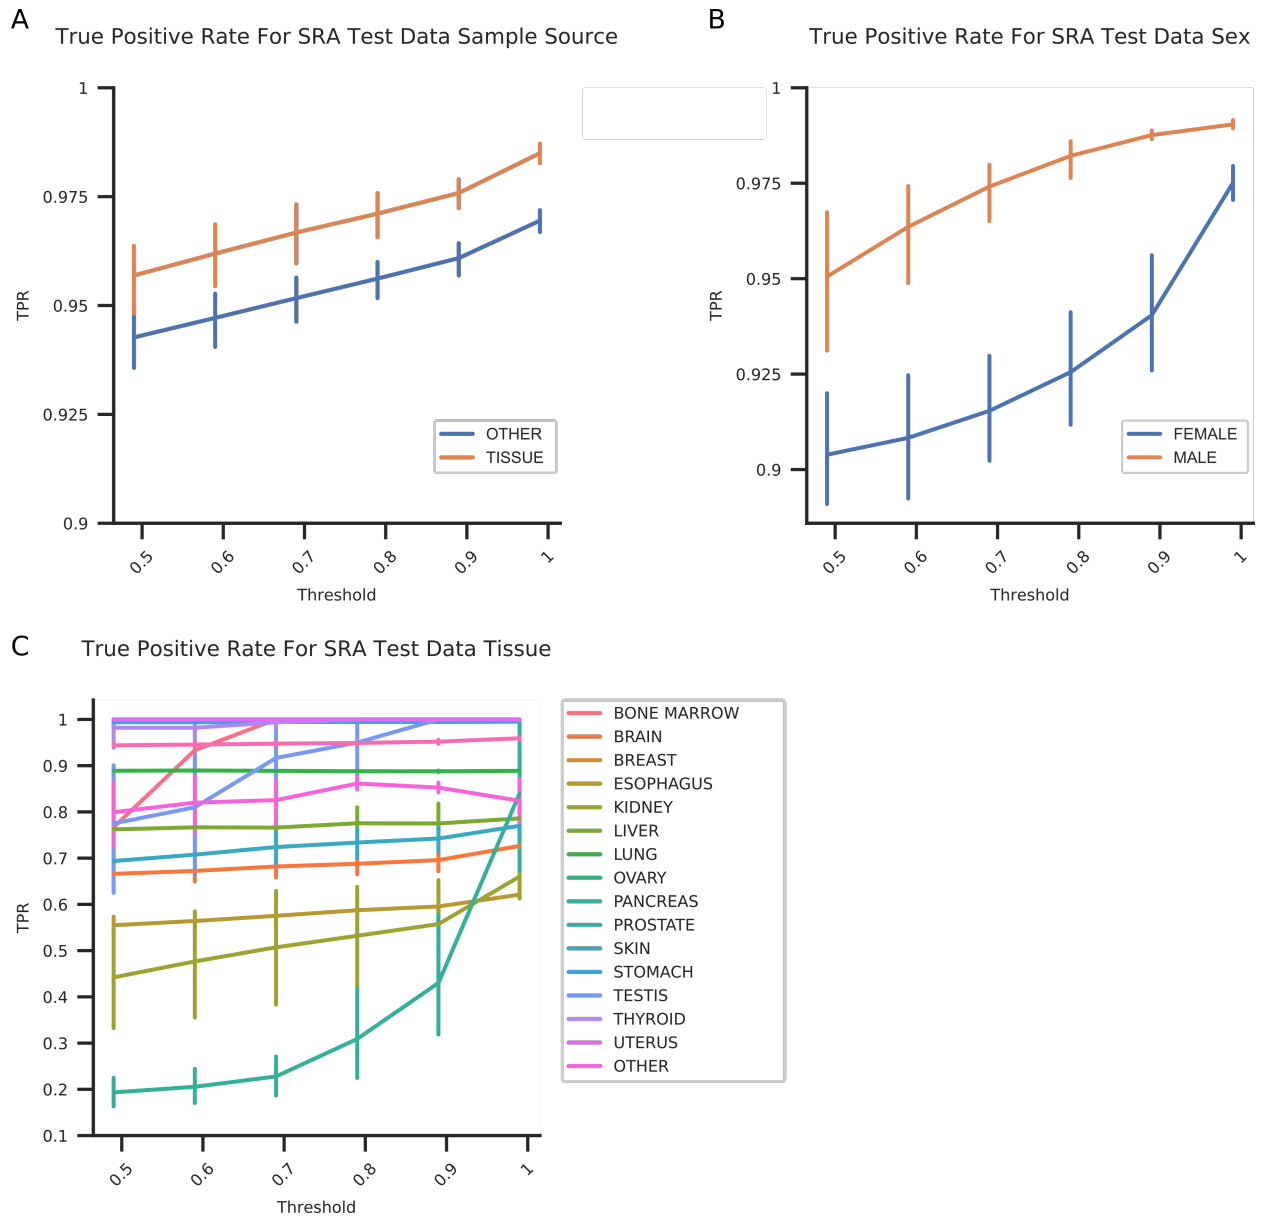 A
True Positive Rate For SRA Test Data Sample Source
1
0.975
0.95
0.925
0.9
TPR
0.5 0.6 0.7 0.8 0.9 1
Threshold
OTHER
TISSUE
B
True Positive Rate For SRA Test Data Sex
1
0.975
0.95
0.925
0.9
TPR
0.5 0.6 0.7 0.8 0.9 1
Threshold
FEMALE
MALE
C
True Positive Rate For SRA Test Data Tissue
1
0.9
0.8
0.7
0.6
0.5
0.4
0.3
0.2
0.1
TPR
0.5 0.6 0.7 0.8 0.9 1
Threshold
BONE MARROW
BRAIN
BREAST
ESOPHAGUS
KIDNEY
LIVER
LUNG
OVARY
PANCREAS
PROSTATE
SKIN
STOMACH
TESTIS
THYROID
UTERUS
OTHER